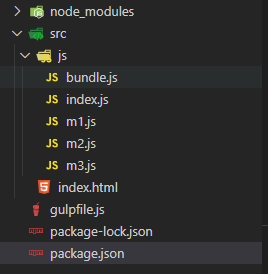 node_modules
src
js
JS bundle.js
JS index.js
JS m1.js
JS m2.js
JS m3.js
index.html
gulpfile.js
package-lock.json
package.json